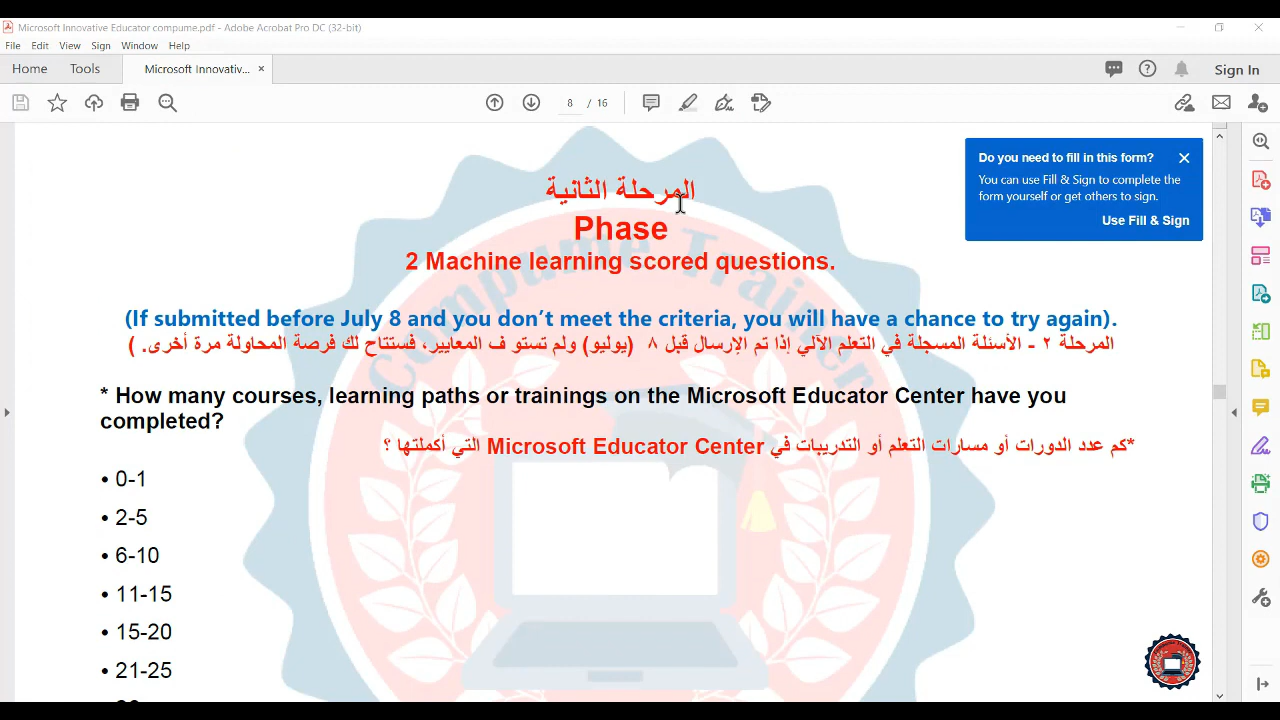 Microsoft Innovative Educator compume.pdf - Adobe Acrobat Pro DC (32-bit)
File Edit View Sign Window Help
Home Tools Microsoft Innovativ... × Sign In
8 / 16
Do you need to fill in this form?
You can use Fill & Sign to complete the
form yourself or get others to sign.
Use Fill & Sign
Compume Trainer
المرحلة الثانية
Phase
2 Machine learning scored questions.
(If submitted before July 8 and you don't meet the criteria, you will have a chance to try again).
المرحلة ٢ - الأسئلة المسجلة في التعلم الآلي إذا تم الإرسال قبل ٨ (يوليو) ولم تستو ف المعايير، فستتاح لك فرصة المحاولة مرة أخرى. )
* How many courses, learning paths or trainings on the Microsoft Educator Center have you
completed?
*كم عدد الدورات أو مسارات التعلم أو التدريبات في Microsoft Educator Center التي أكملتها ؟
• 0-1
• 2-5
• 6-10
• 11-15
• 15-20
• 21-25